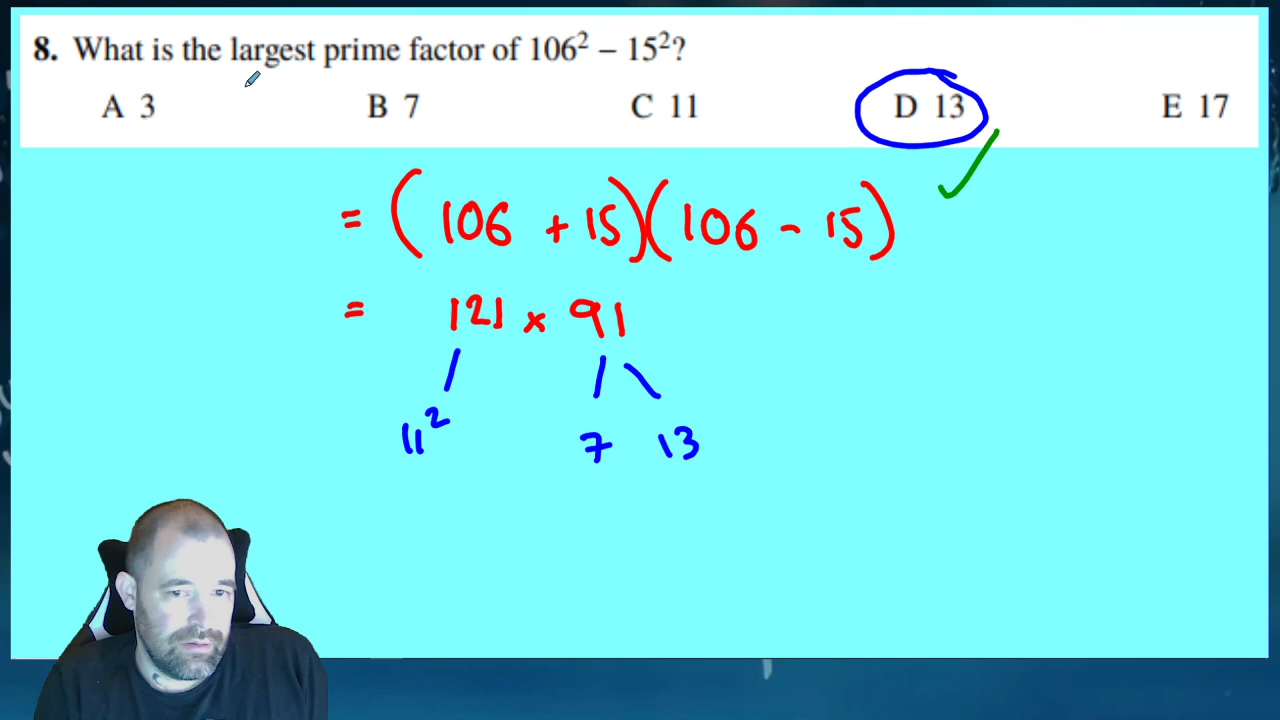 8. What is the largest prime factor of 106² − 15²?
A 3 B 7 C 11 D 13 E 17
= (106 + 15)(106 - 15)
= 121 × 91
11² 7 13